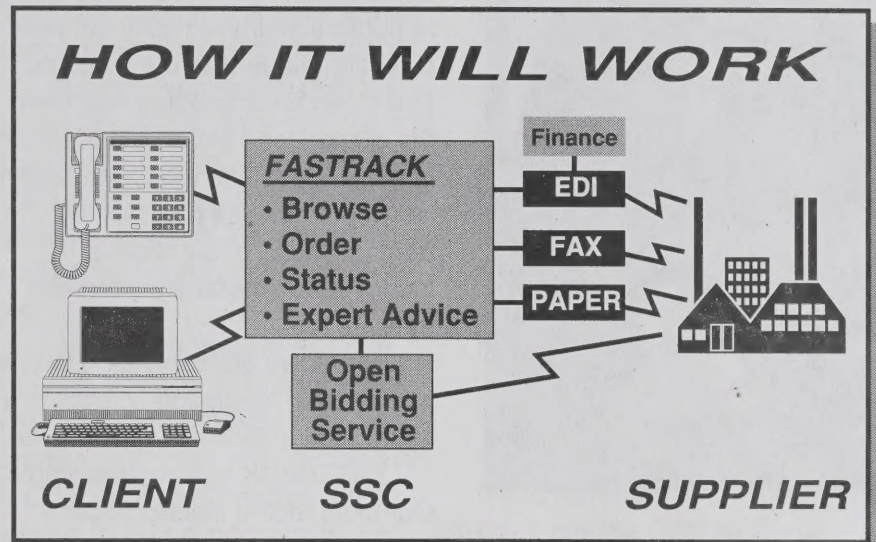 HOW IT WILL WORK
FASTRACK
• Browse
• Order
• Status
• Expert Advice
Finance
EDI
FAX
PAPER
Open
Bidding
Service
CLIENT
SSC
SUPPLIER